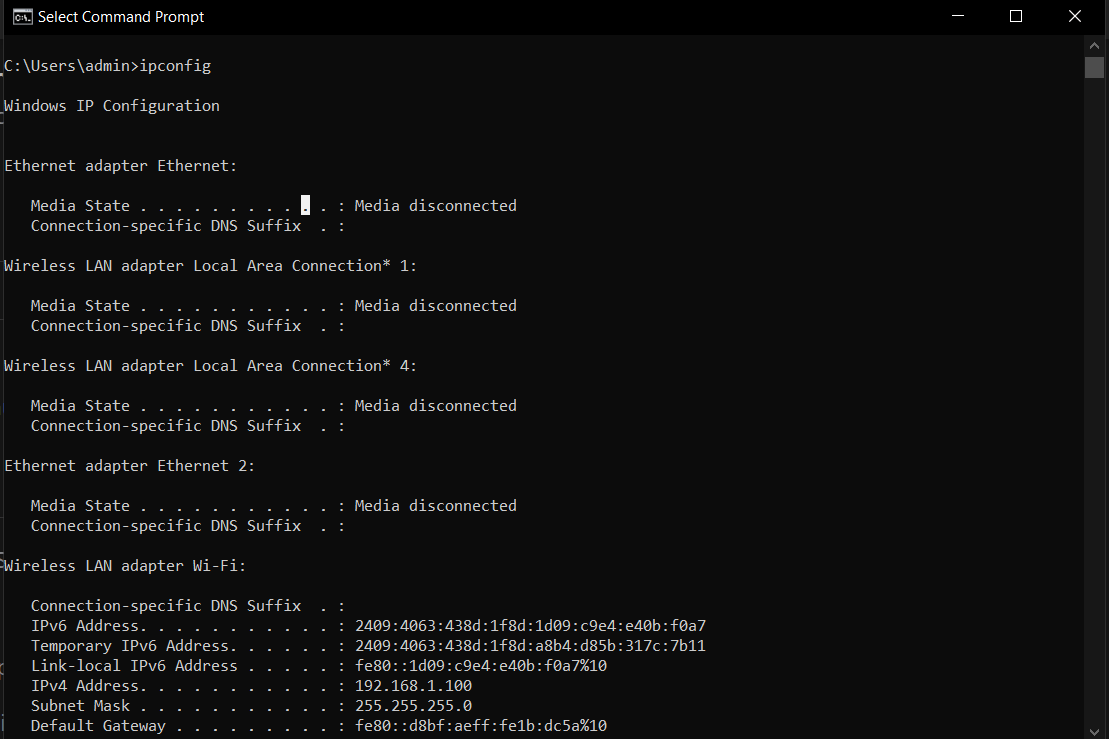 Select Command Prompt
C:\Users\admin>ipconfig
Windows IP Configuration
Ethernet adapter Ethernet:
   Media State . . . . . . . . . . . : Media disconnected
   Connection-specific DNS Suffix  . :
Wireless LAN adapter Local Area Connection* 1:
   Media State . . . . . . . . . . . : Media disconnected
   Connection-specific DNS Suffix  . :
Wireless LAN adapter Local Area Connection* 4:
   Media State . . . . . . . . . . . : Media disconnected
   Connection-specific DNS Suffix  . :
Ethernet adapter Ethernet 2:
   Media State . . . . . . . . . . . : Media disconnected
   Connection-specific DNS Suffix  . :
Wireless LAN adapter Wi-Fi:
   Connection-specific DNS Suffix  . :
   IPv6 Address. . . . . . . . . . . : 2409:4063:438d:1f8d:1d09:c9e4:e40b:f0a7
   Temporary IPv6 Address. . . . . . : 2409:4063:438d:1f8d:a8b4:d85b:317c:7b11
   Link-local IPv6 Address . . . . . : fe80::1d09:c9e4:e40b:f0a7%10
   IPv4 Address. . . . . . . . . . . : 192.168.1.100
   Subnet Mask . . . . . . . . . . . : 255.255.255.0
   Default Gateway . . . . . . . . . : fe80::d8bf:aeff:fe1b:dc5a%10